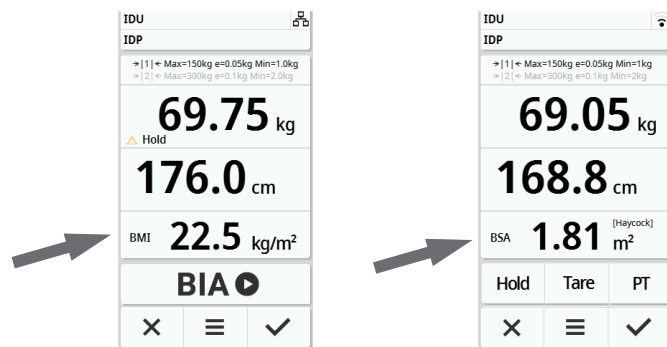 IDU
IDP
→|1|← Max=150kg e=0.05kg Min=1.0kg
→|2|← Max=300kg e=0.1kg Min=2.0kg
69.75 kg
Hold
176.0 cm
BMI 22.5 kg/m²
BIA
IDU
IDP
→|1|← Max=150kg e=0.05kg Min=1kg
→|2|← Max=300kg e=0.1kg Min=2kg
69.05 kg
168.8 cm
BSA 1.81 [Haycock] m²
Hold Tare PT